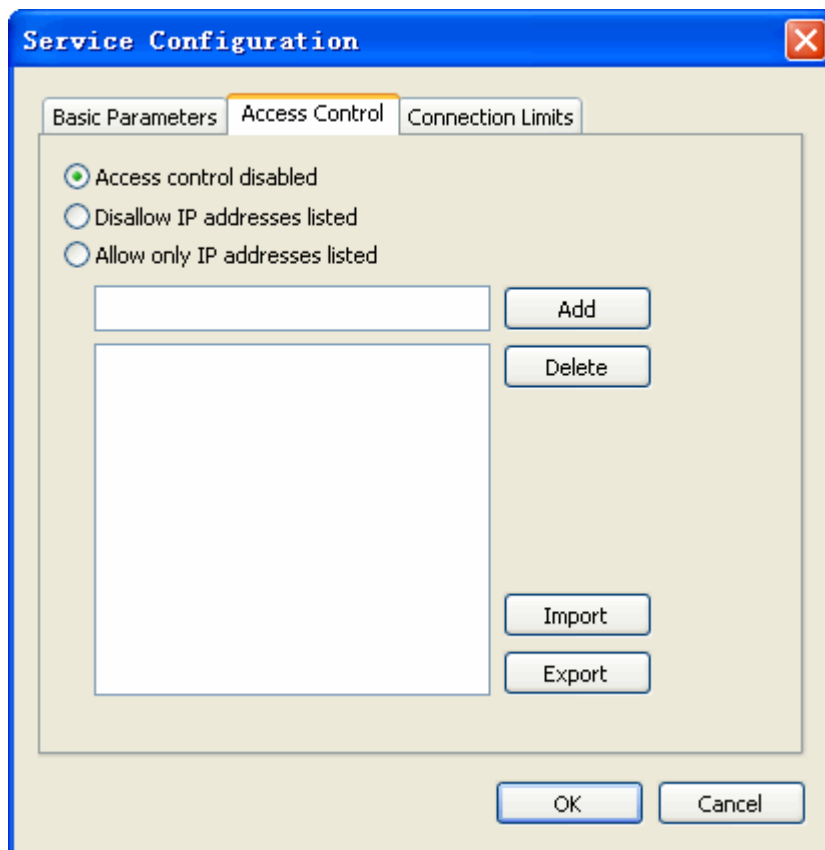 Service Configuration
Basic Parameters
Access Control
Connection Limits
Access control disabled
Disallow IP addresses listed
Allow only IP addresses listed
Add
Delete
Import
Export
OK
Cancel